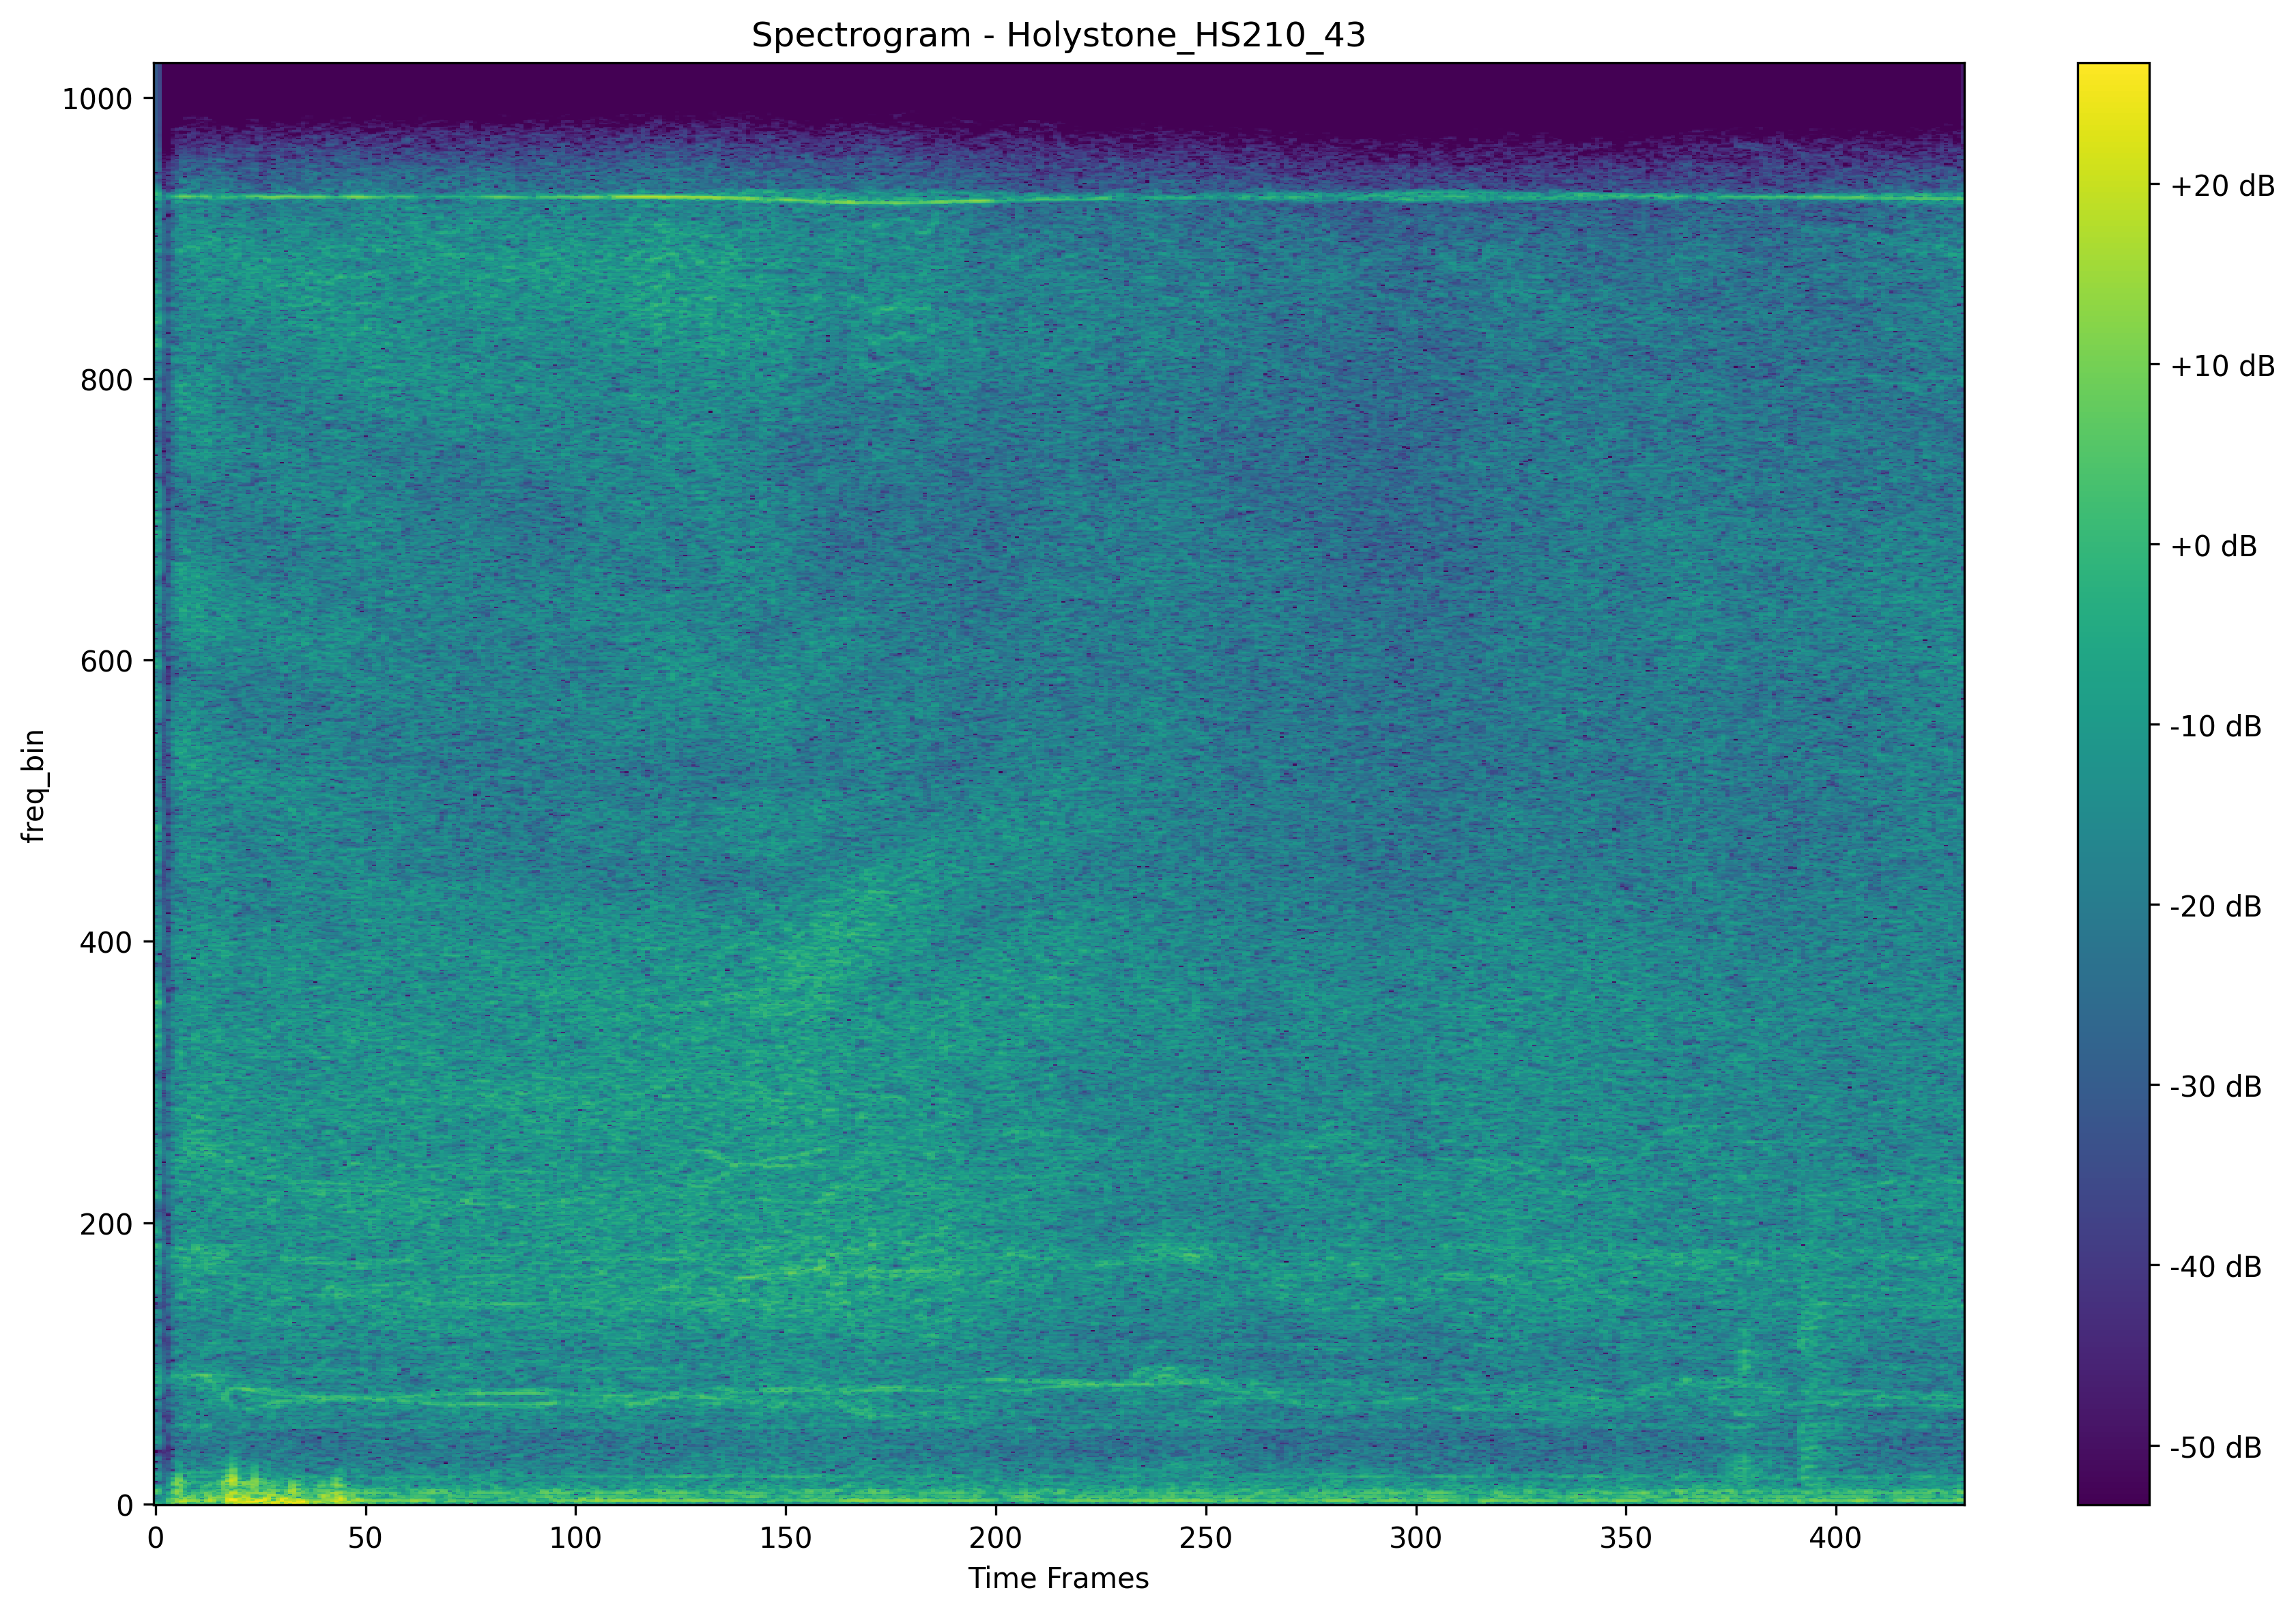 Spectrogram - Holystone_HS210_43
1000
800
600
400
200
0
freq_bin
0 50 100 150 200 250 300 350 400
Time Frames
+20 dB
+10 dB
+0 dB
-10 dB
-20 dB
-30 dB
-40 dB
-50 dB